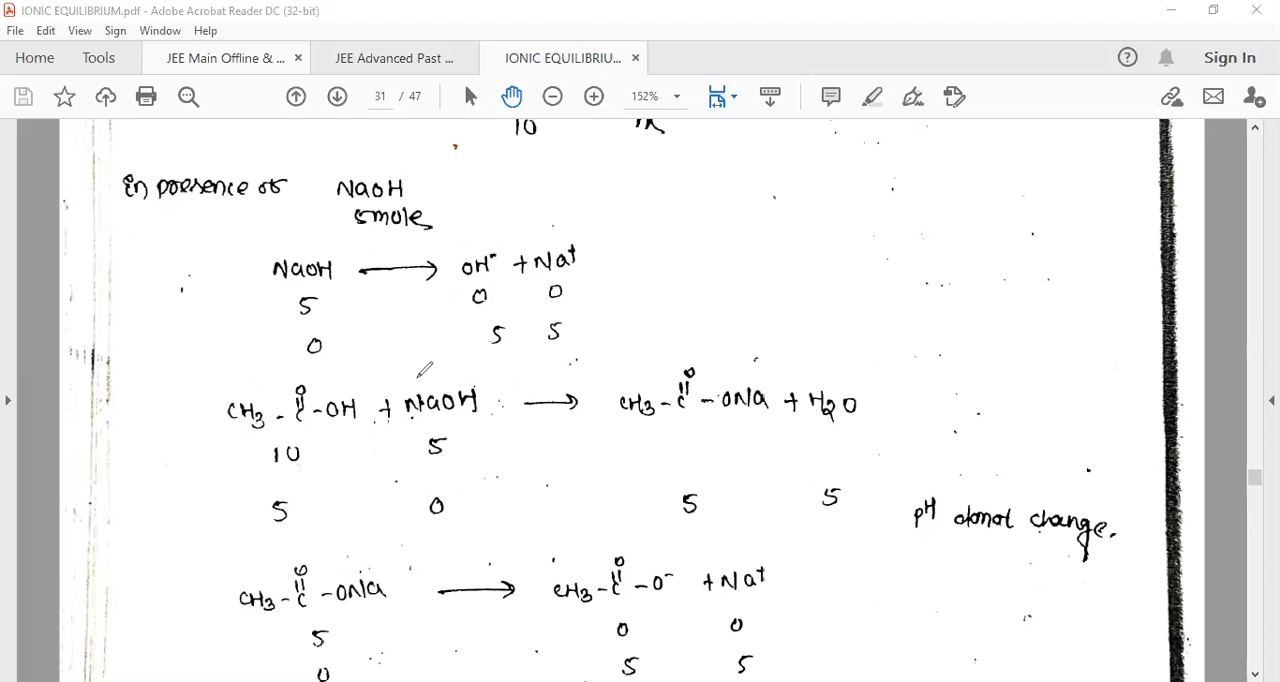 IONIC EQUILIBRIUM.pdf - Adobe Acrobat Reader DC (32-bit)
File Edit View Sign Window Help
Home Tools JEE Main Offline & ... × JEE Advanced Past ... IONIC EQUILIBRIU... × Sign In
31 / 47 152%
10
In presence of NaOH
5mole
NaOH ⟶ OH⁻ + Na⁺
5 0 0
0 5 5
CH3 - C - OH + NaOH ⟶ CH3 - C - ONa + H2O
O O
10 5
5 0 5 5
pH donot change.
CH3 - C - ONa ⟶ CH3 - C - O⁻ + Na⁺
O O
5 0 0
0 5 5